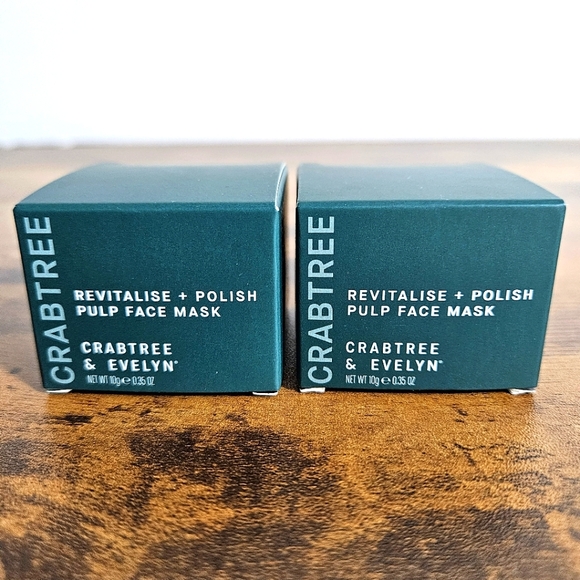 CRABTREE
REVITALISE + POLISH
PULP FACE MASK
CRABTREE
& EVELYN®
NET WT 10g ℮ 0.35 OZ
CRABTREE
REVITALISE + POLISH
PULP FACE MASK
CRABTREE
& EVELYN®
NET WT 10g ℮ 0.35 OZ